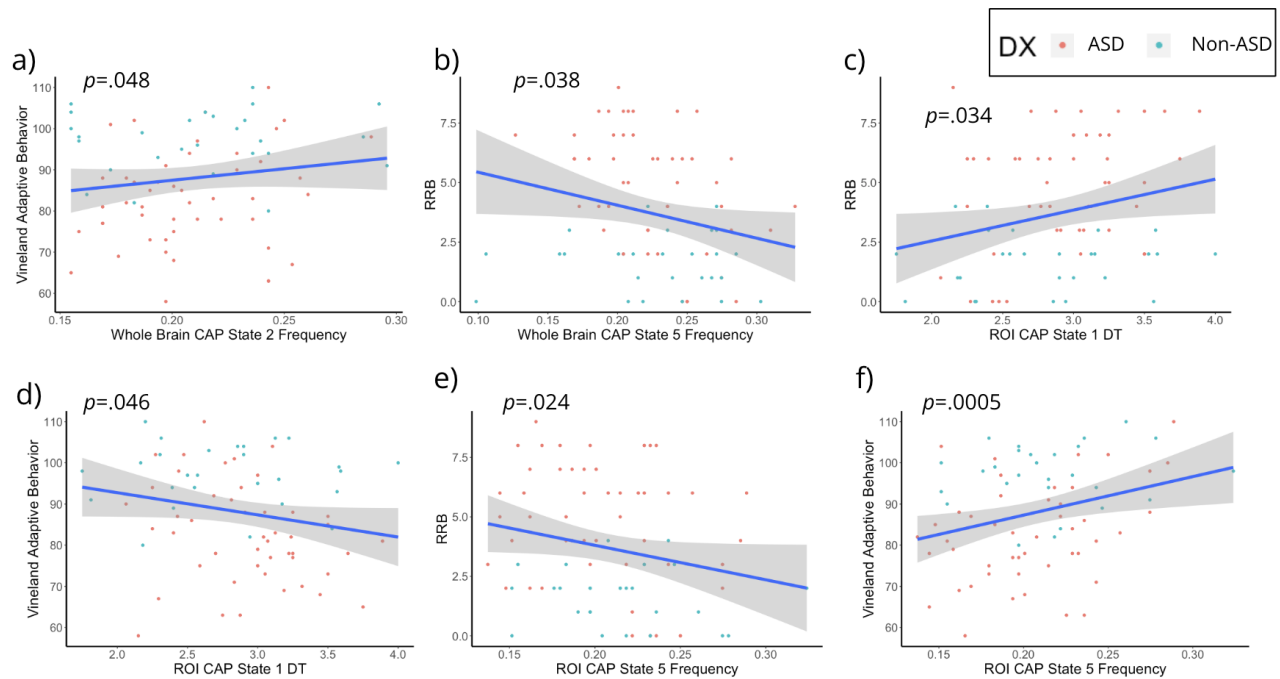 DX ASD Non-ASD
a) b) c)
p=.048 p=.038 p=.034
Vineland Adaptive Behavior
110
100
90
80
70
60
0.15 0.20 0.25 0.30
Whole Brain CAP State 2 Frequency
RRB
7.5
5.0
2.5
0.0
0.10 0.15 0.20 0.25 0.30
Whole Brain CAP State 5 Frequency
RRB
7.5
5.0
2.5
0.0
2.0 2.5 3.0 3.5 4.0
ROI CAP State 1 DT
d) e) f)
p=.046 p=.024 p=.0005
Vineland Adaptive Behavior
110
100
90
80
70
60
2.0 2.5 3.0 3.5 4.0
ROI CAP State 1 DT
RRB
7.5
5.0
2.5
0.0
0.15 0.20 0.25 0.30
ROI CAP State 5 Frequency
Vineland Adaptive Behavior
110
100
90
80
70
60
0.15 0.20 0.25 0.30
ROI CAP State 5 Frequency